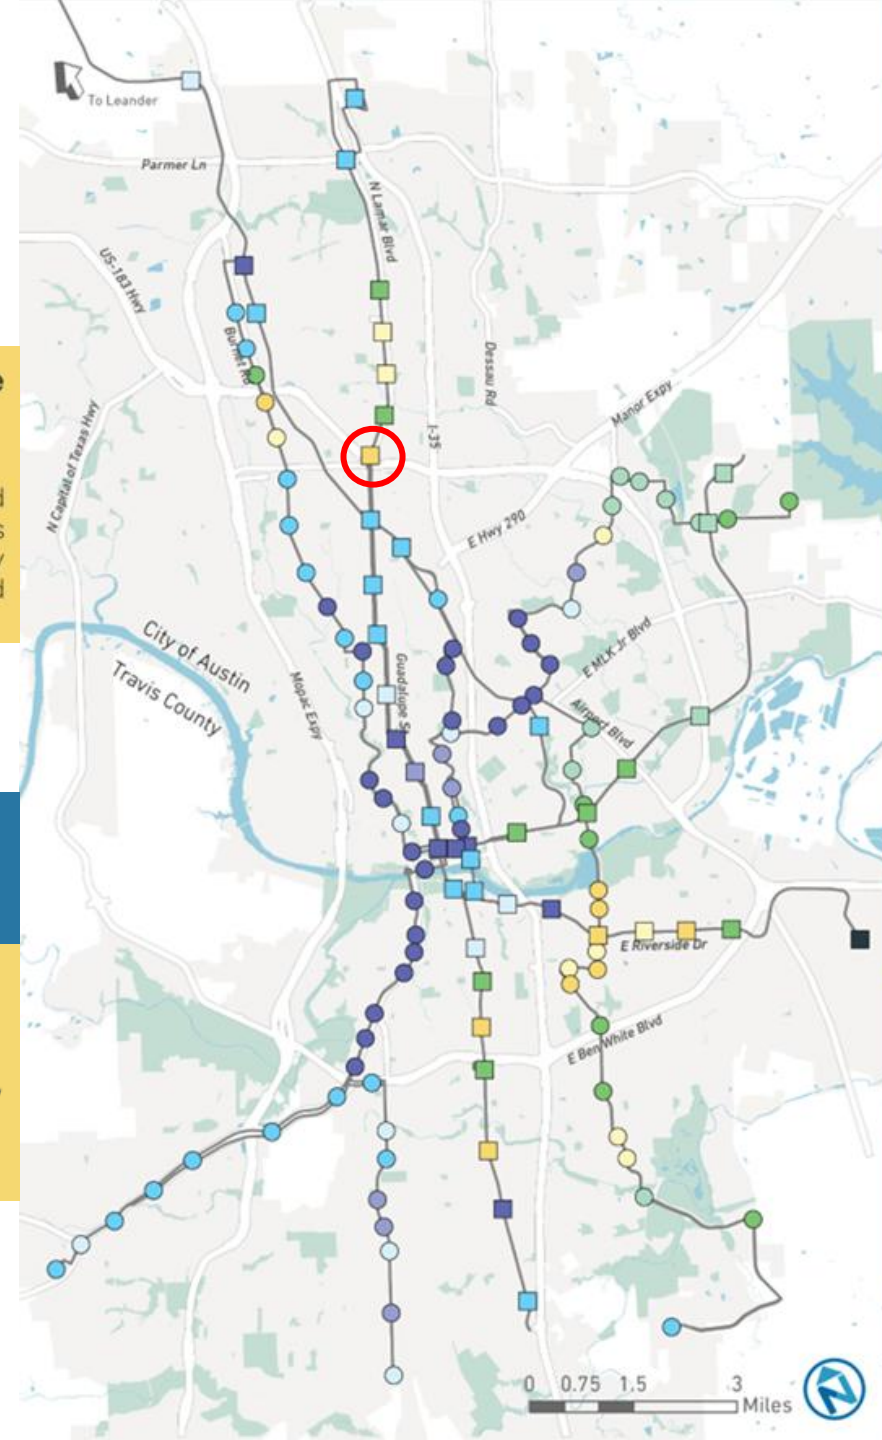 To Leander
Parmer Ln
N Lamar Blvd
US-183 Hwy
Burnet Rd
Dessau Rd
Manor Expy
I-35
N Capital of Texas Hwy
E Hwy 290
City of Austin
Travis County
E MLK Jr Blvd
Guadalupe St
Mopac Expy
Airport Blvd
E Riverside Dr
E Ben White Blvd
0 0.75 1.5 3
Miles